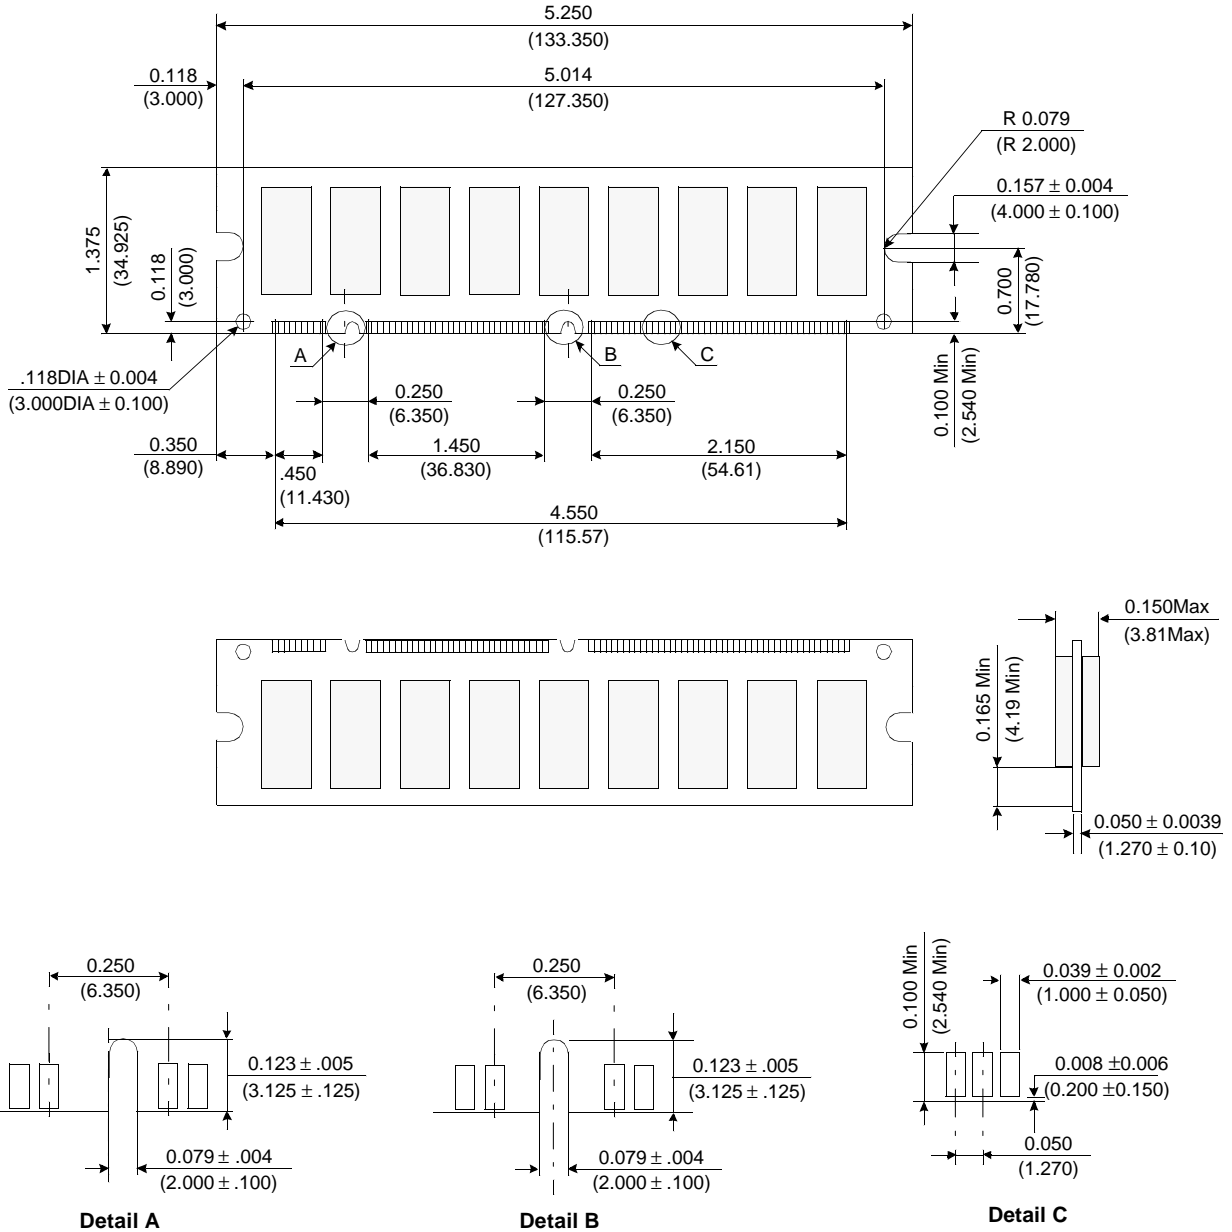 5.250
(133.350)
0.118
(3.000)
5.014
(127.350)
R 0.079
(R 2.000)
0.157 ± 0.004
(4.000 ± 0.100)
1.375
(34.925)
0.118
(3.000)
0.700
(17.780)
A
B
C
.118DIA ± 0.004
(3.000DIA ± 0.100)
0.250
(6.350)
0.250
(6.350)
0.100 Min
(2.540 Min)
0.350
(8.890)
.450
(11.430)
1.450
(36.830)
2.150
(54.61)
4.550
(115.57)
0.150Max
(3.81Max)
0.165 Min
(4.19 Min)
0.050 ± 0.0039
(1.270 ± 0.10)
0.250
(6.350)
0.123 ± .005
(3.125 ± .125)
0.079 ± .004
(2.000 ± .100)
Detail A
0.250
(6.350)
0.123 ± .005
(3.125 ± .125)
0.079 ± .004
(2.000 ± .100)
Detail B
0.100 Min
(2.540 Min)
0.039 ± 0.002
(1.000 ± 0.050)
0.008 ±0.006
(0.200 ±0.150)
0.050
(1.270)
Detail C